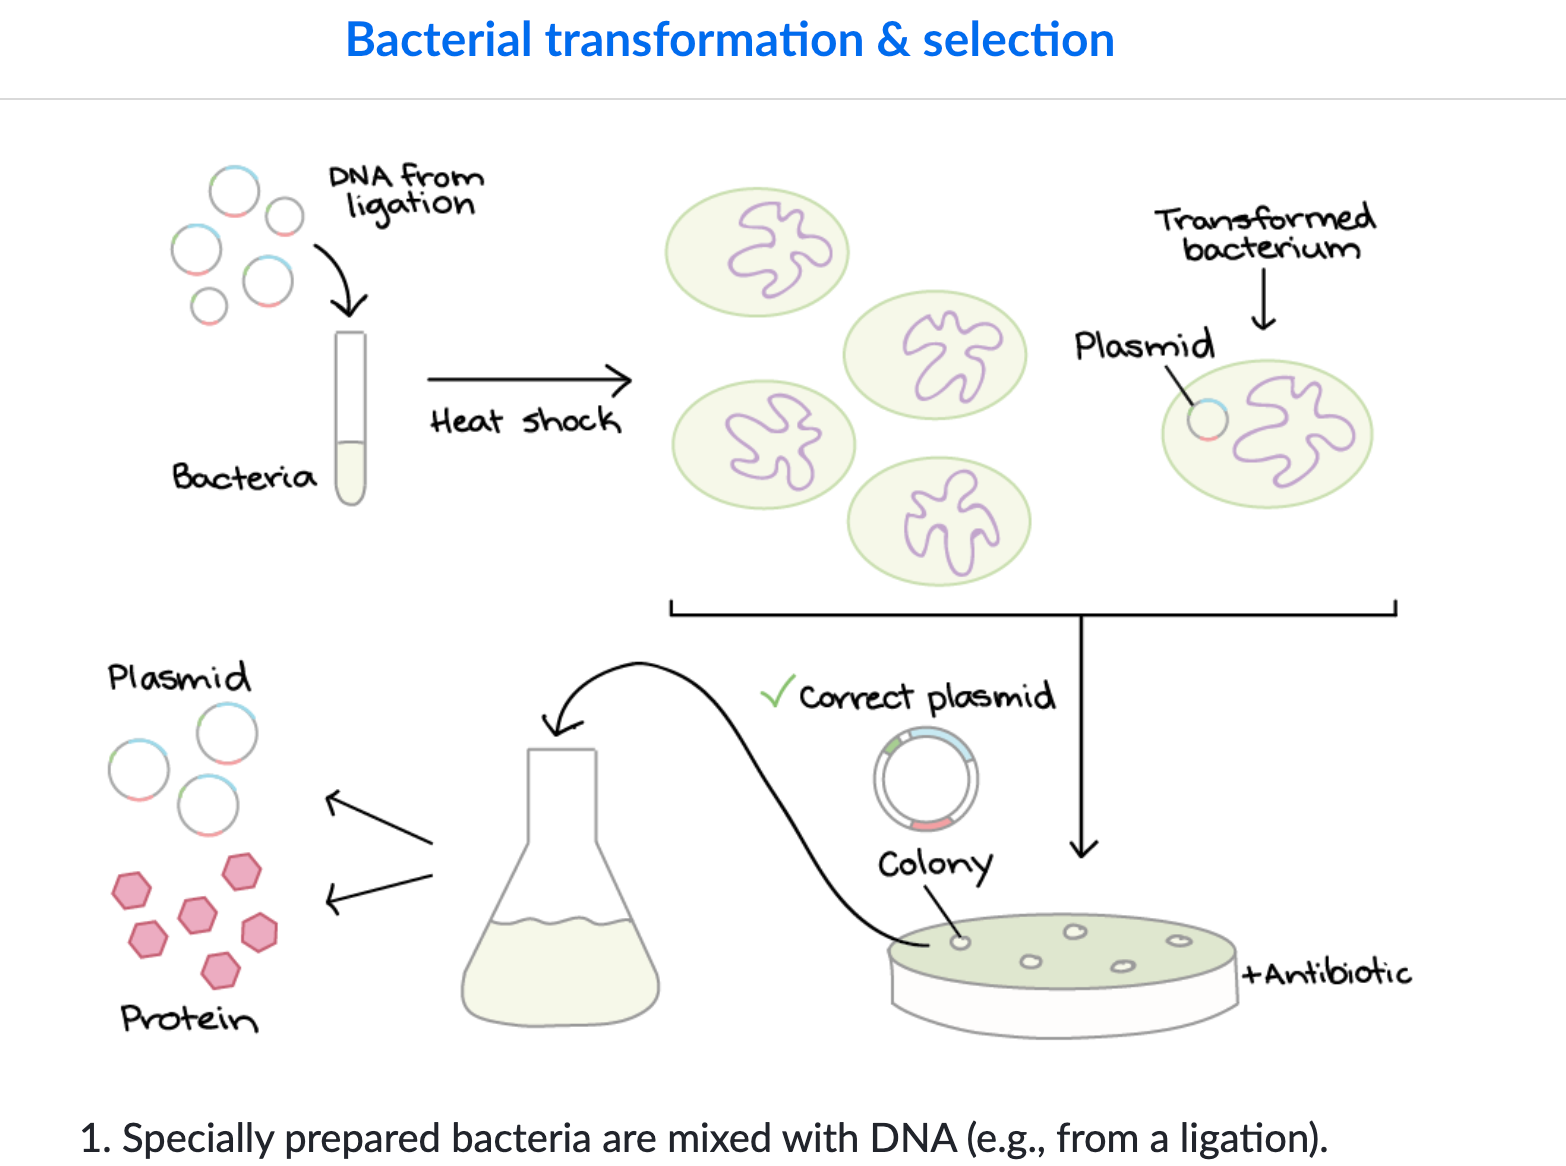 Bacterial transformation & selection
DNA from
ligation
Bacteria
Heat shock
Transformed
bacterium
Plasmid
✓ Correct plasmid
Colony
+Antibiotic
Plasmid
Protein
1. Specially prepared bacteria are mixed with DNA (e.g., from a ligation).